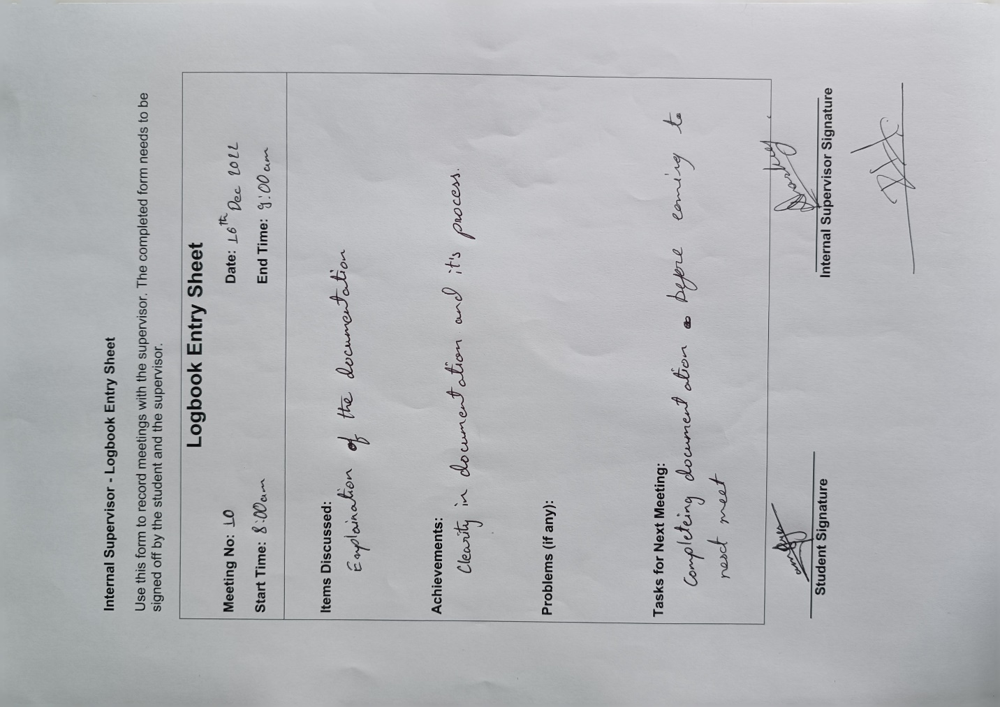 Internal Supervisor - Logbook Entry Sheet
Use this form to record meetings with the supervisor. The completed form needs to be
signed off by the student and the supervisor.
Logbook Entry Sheet
Meeting No: 10 Date: 16th Dec 2022
Start Time: 8:00am End Time: 9:00am
Items Discussed:
Explaination of the documentation
Achievements:
Clearity in documentation and it's process.
Problems (if any):
Tasks for Next Meeting:
Completeing documentation before coming to
next meet
Student Signature Internal Supervisor Signature